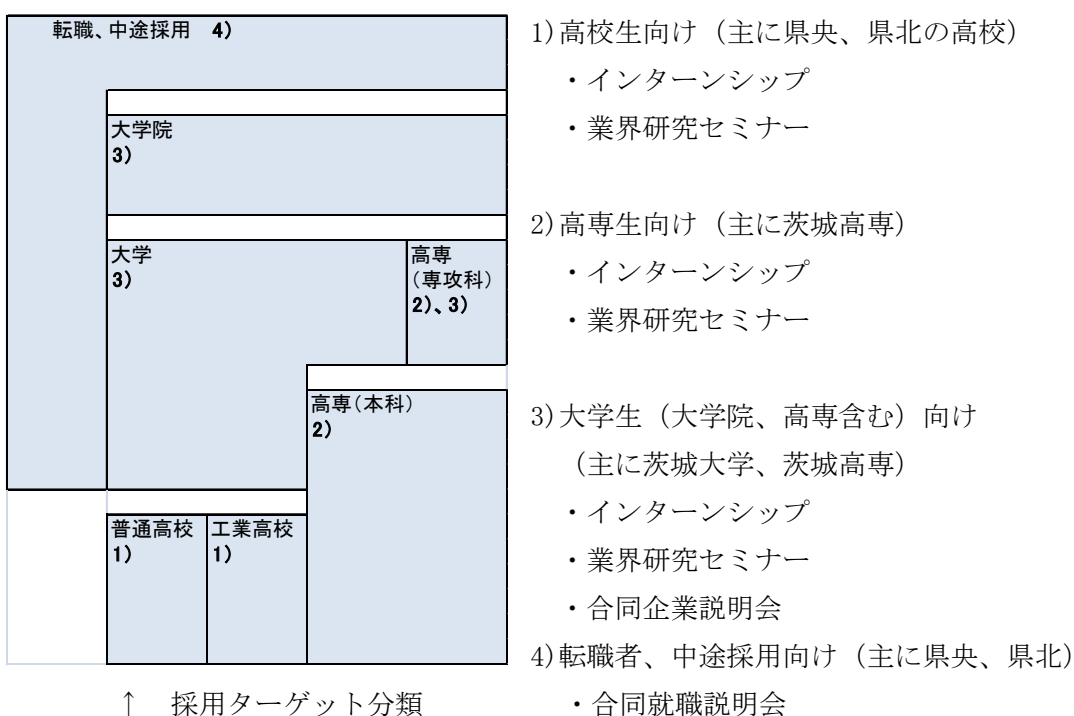 転職、中途採用 4)
大学院
3)
大学
3)
高専
(専攻科)
2)、3)
高専(本科)
2)
普通高校
1)
工業高校
1)
↑ 採用ターゲット分類
1)高校生向け（主に県央、県北の高校）
・インターンシップ
・業界研究セミナー
2)高専生向け（主に茨城高専）
・インターンシップ
・業界研究セミナー
3)大学生（大学院、高専含む）向け
（主に茨城大学、茨城高専）
・インターンシップ
・業界研究セミナー
・合同企業説明会
4)転職者、中途採用向け（主に県央、県北）
・合同就職説明会